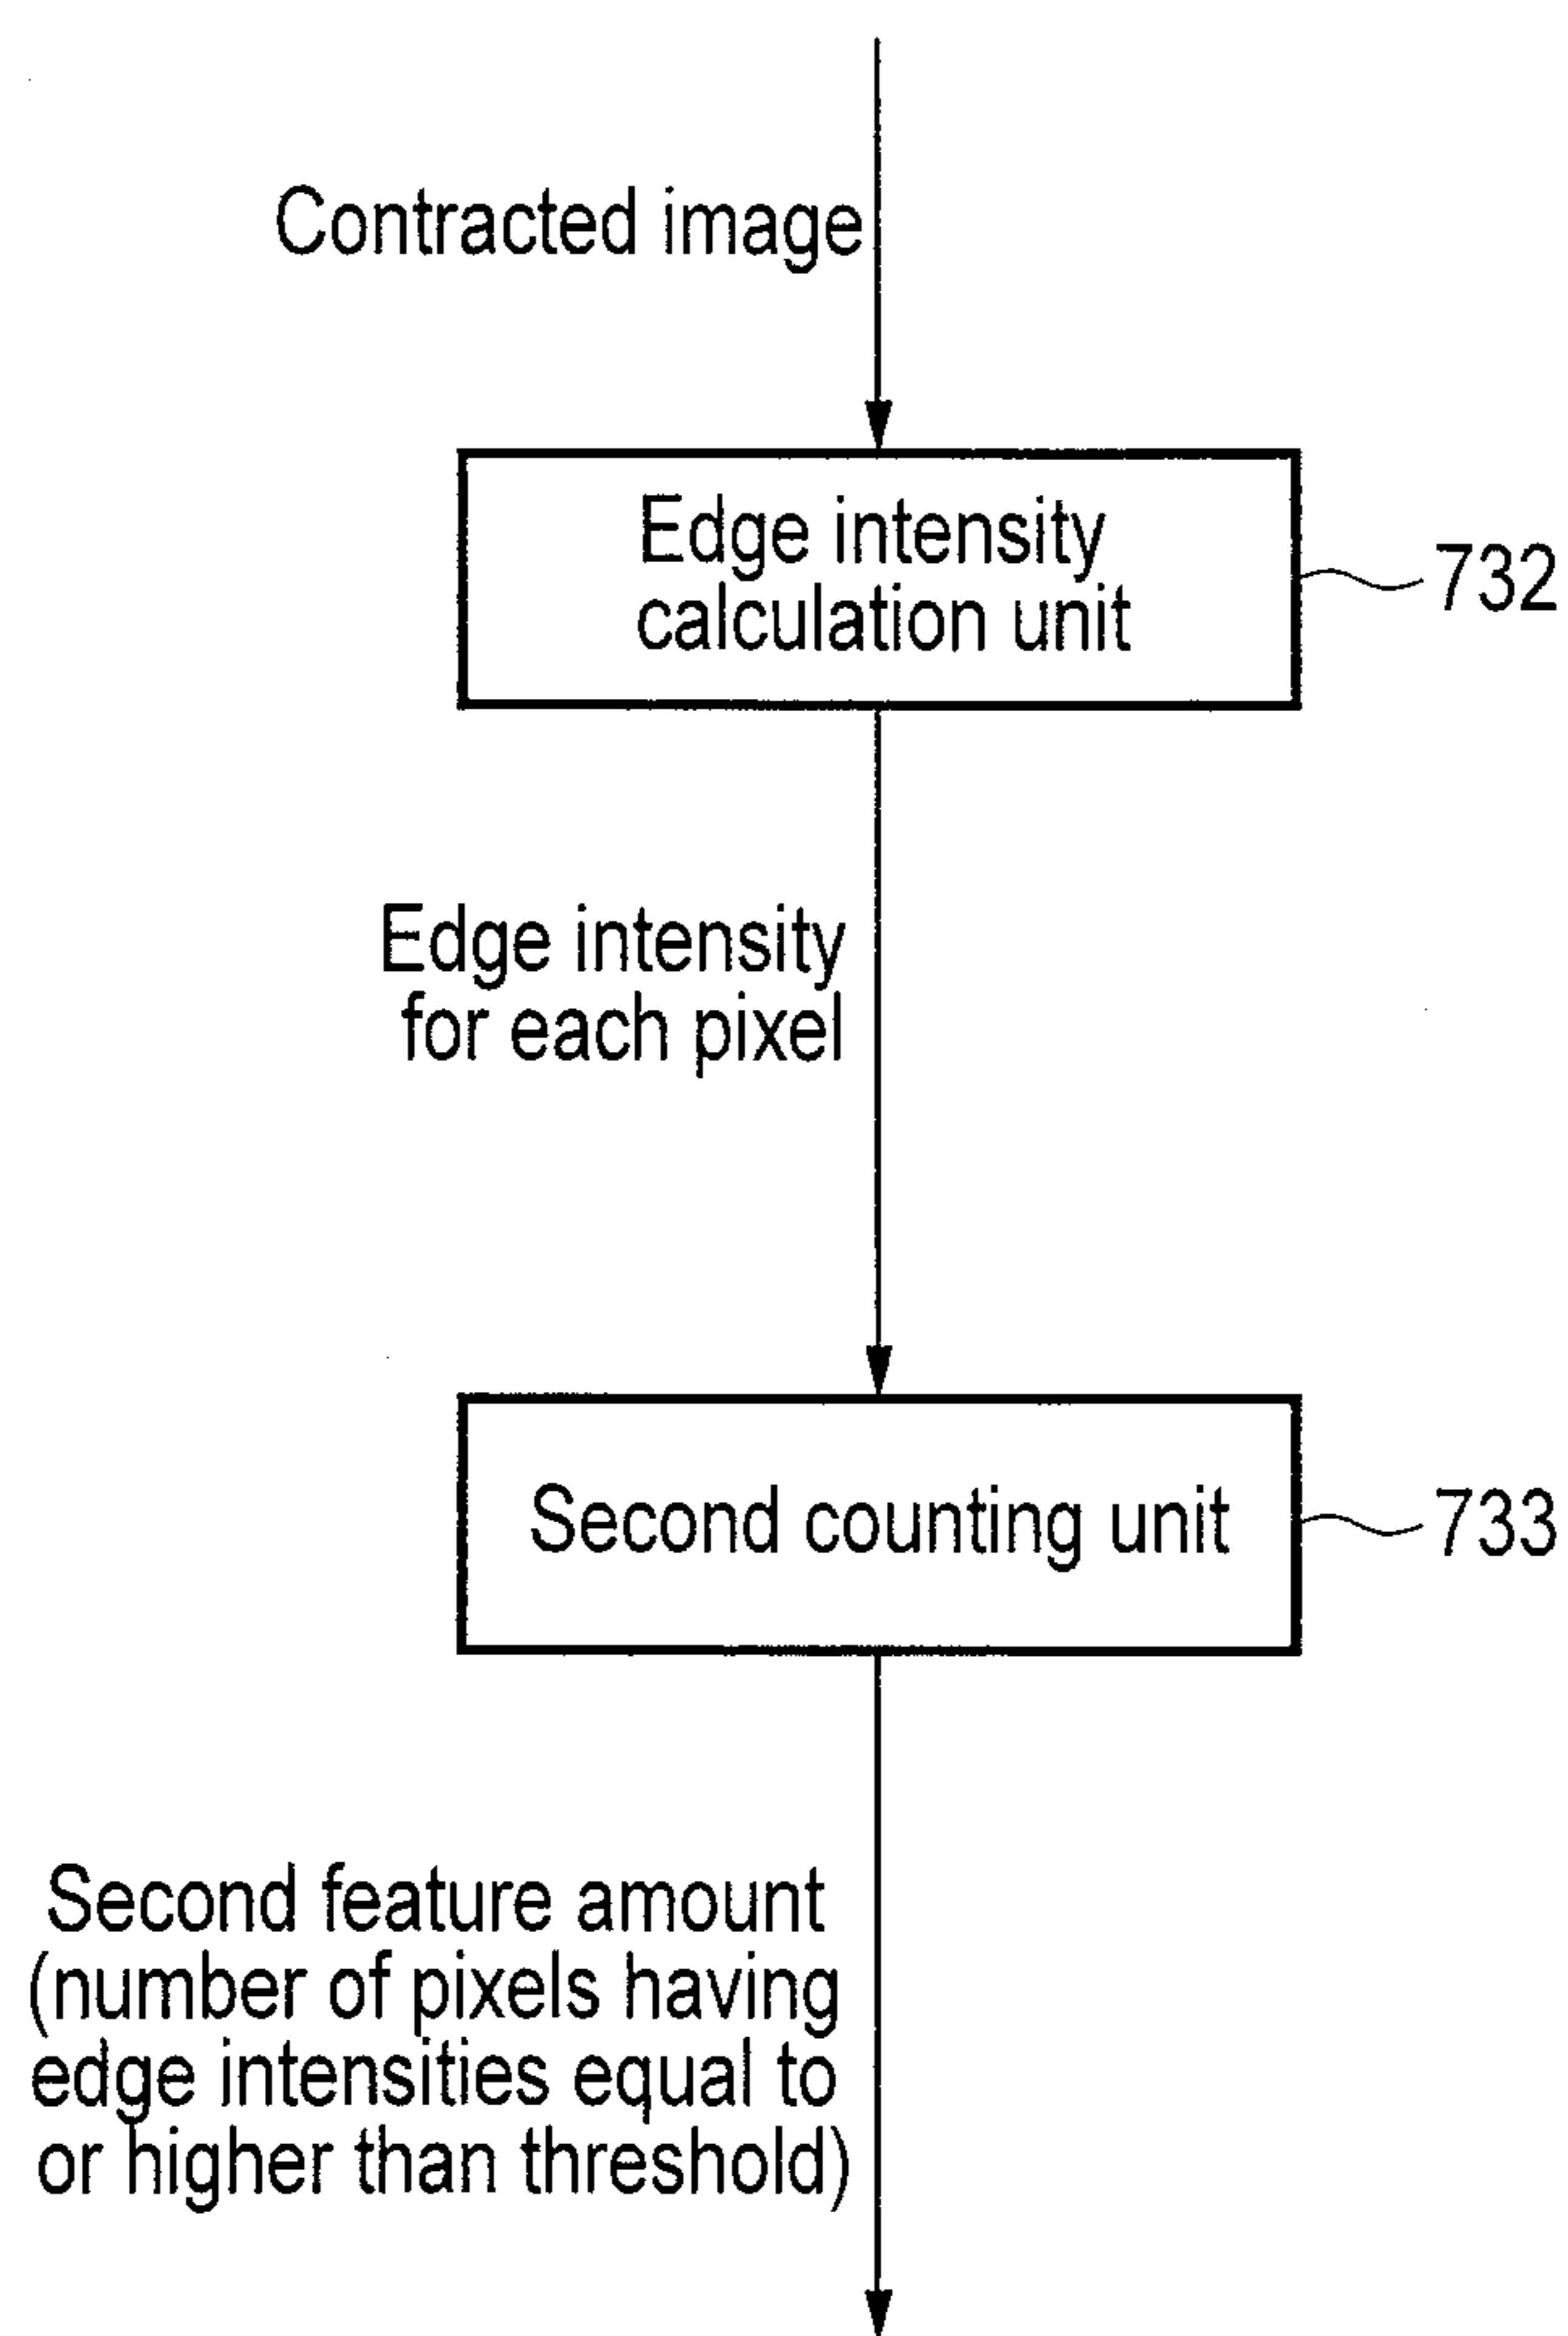 Contracted image
Edge intensity
calculation unit
732
Edge intensity
for each pixel
Second counting unit
733
Second feature amount
(number of pixels having
edge intensities equal to
or higher than threshold)